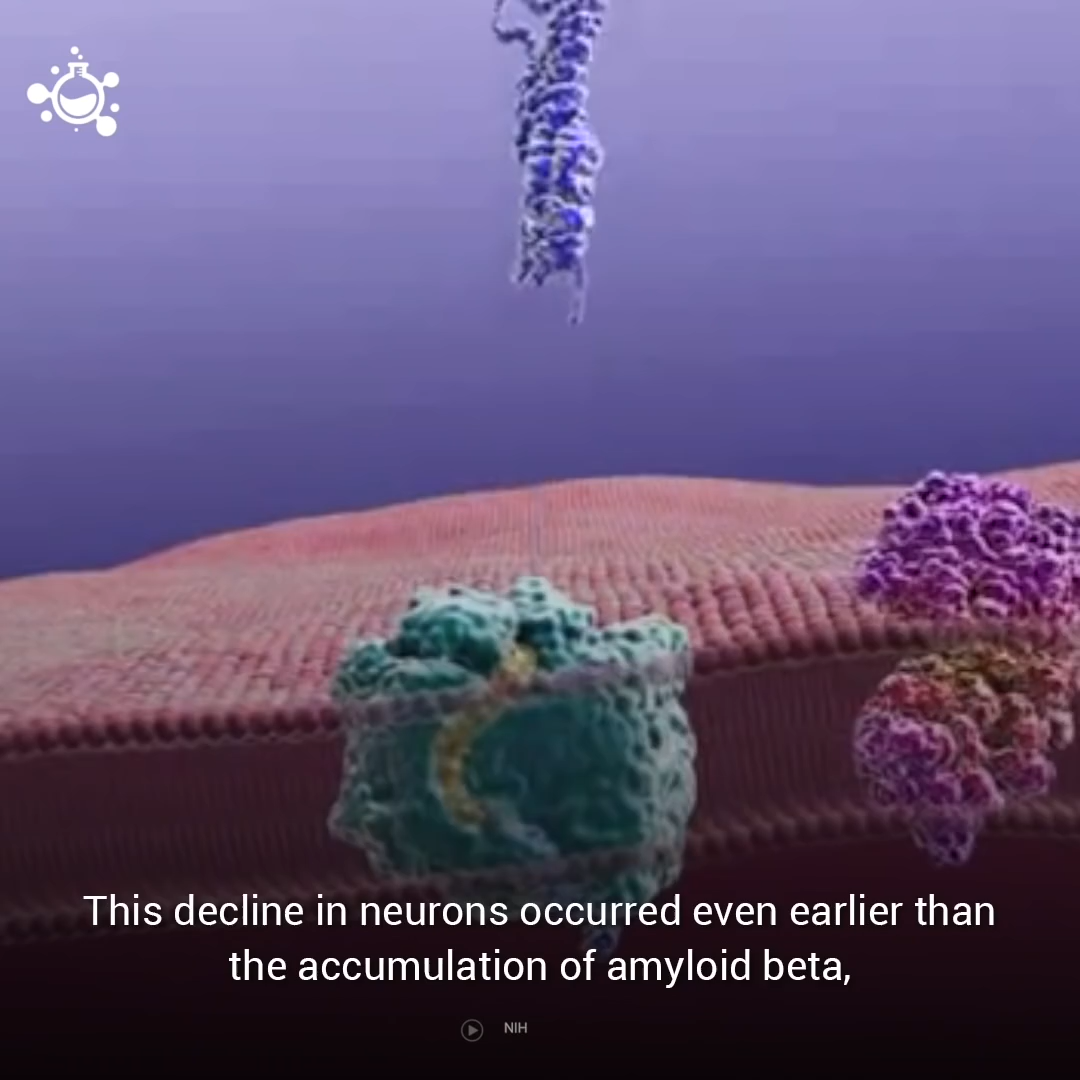 This decline in neurons occurred even earlier than
the accumulation of amyloid beta,
NIH